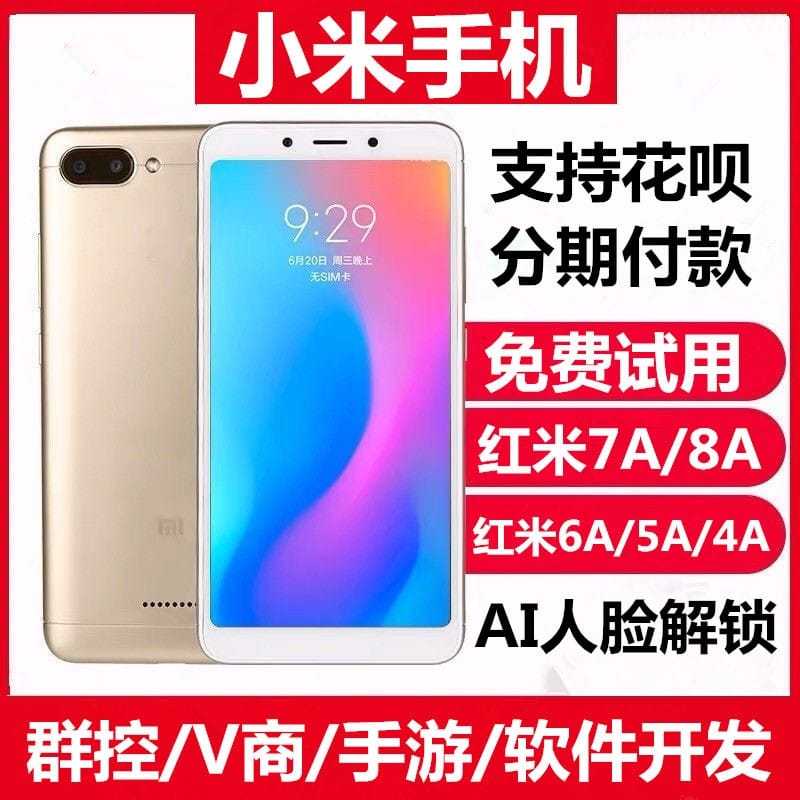 小米手机
支持花呗
分期付款
9:29
6月20日 周三晚上
无SIM卡
免费试用
红米7A/8A
红米6A/5A/4A
AI人脸解锁
MI
群控/V商/手游/软件开发